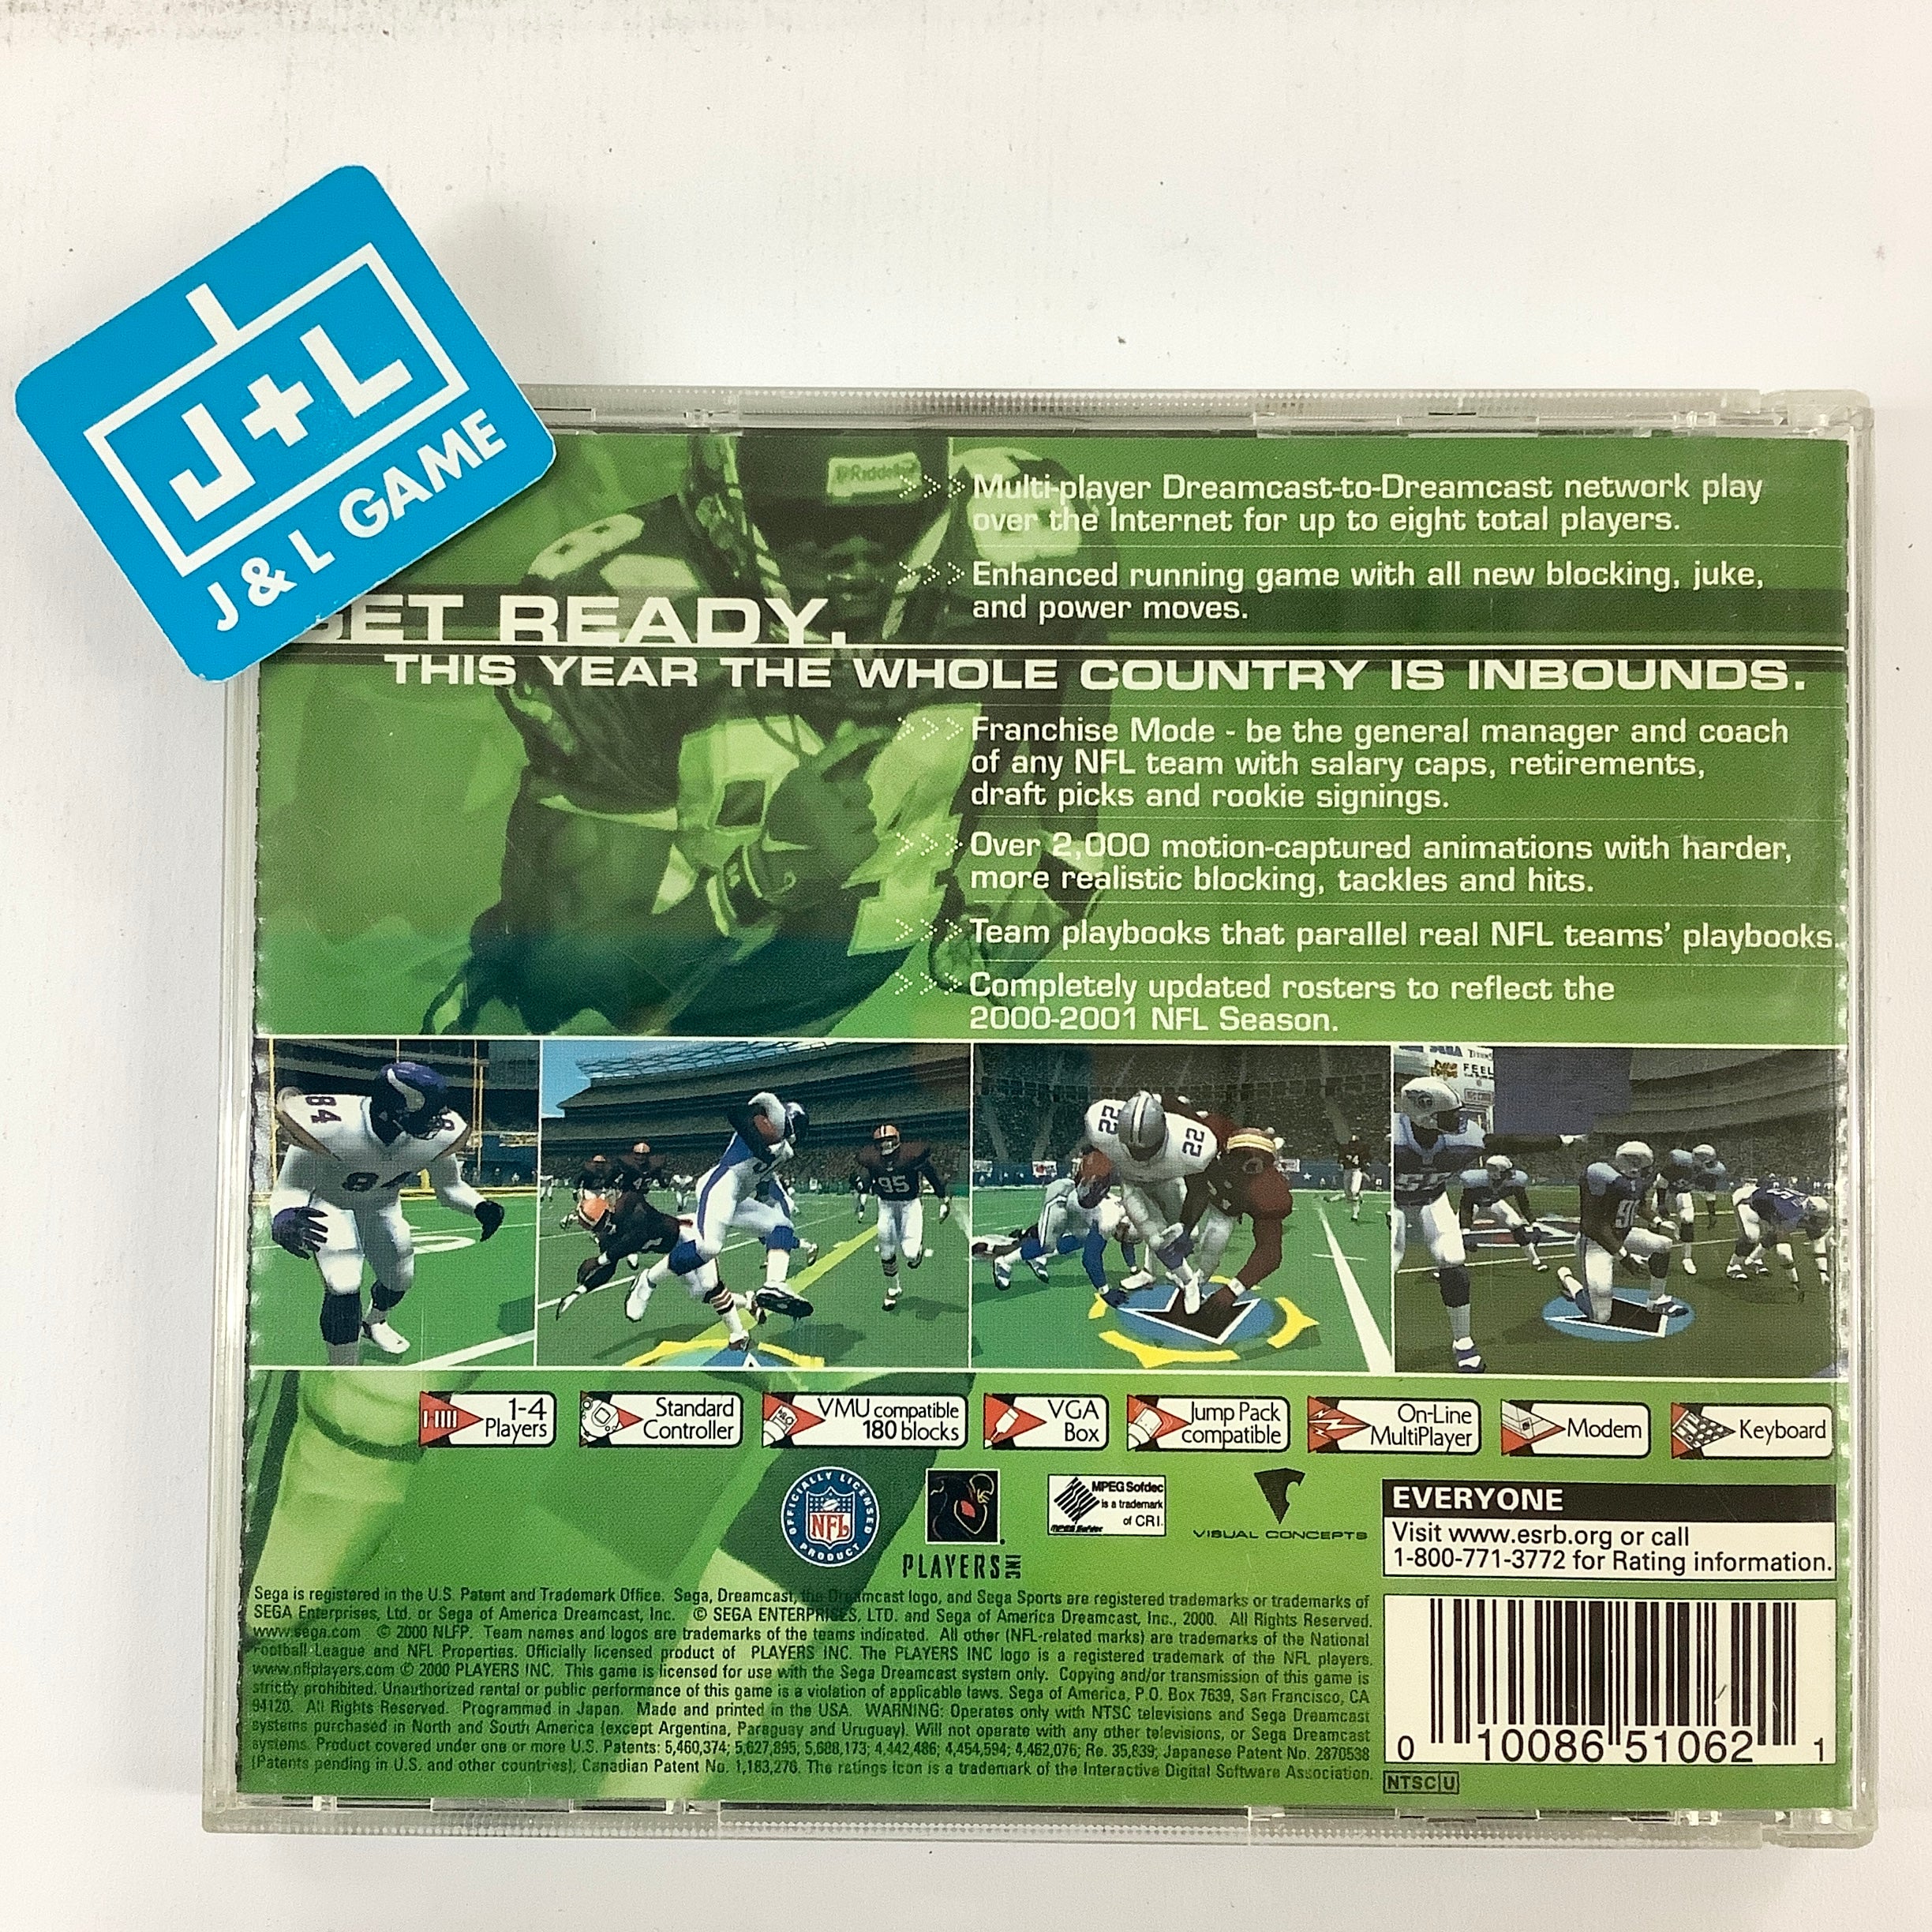 J+L
J & L GAME
Riddell
Multi-player Dreamcast-to-Dreamcast network play
over the Internet for up to eight total players.
Enhanced running game with all new blocking, juke,
and power moves.
GET READY.
THIS YEAR THE WHOLE COUNTRY IS INBOUNDS.
Franchise Mode - be the general manager and coach
of any NFL team with salary caps, retirements,
draft picks and rookie signings.
Over 2,000 motion-captured animations with harder,
more realistic blocking, tackles and hits.
Team playbooks that parallel real NFL teams' playbooks.
Completely updated rosters to reflect the
2000-2001 NFL Season.
84
84
95
22
22
FEEL
1-4
Players
Standard
Controller
VMU compatible
180 blocks
VGA
Box
Jump Pack
compatible
On-Line
MultiPlayer
Modem
Keyboard
OFFICIALLY LICENSED
NFL
PRODUCT
PLAYERS INC
MPEG Sofdec
is a trademark
of CRI.
VISUAL CONCEPTS
EVERYONE
Visit www.esrb.org or call
1-800-771-3772 for Rating information.
Sega is registered in the U.S. Patent and Trademark Office. Sega, Dreamcast, the Dreamcast logo, and Sega Sports are registered trademarks or trademarks of
SEGA Enterprises, Ltd. or Sega of America Dreamcast, Inc. © SEGA ENTERPRISES, LTD. and Sega of America Dreamcast, Inc., 2000. All Rights Reserved.
www.sega.com © 2000 NLFP. Team names and logos are trademarks of the teams indicated. All other (NFL-related marks) are trademarks of the National
Football League and NFL Properties. Officially licensed product of PLAYERS INC. The PLAYERS INC logo is a registered trademark of the NFL players.
www.nflplayers.com © 2000 PLAYERS INC. This game is licensed for use with the Sega Dreamcast system only. Copying and/or transmission of this game is
strictly prohibited. Unauthorized rental or public performance of this game is a violation of applicable laws. Sega of America, P.O. Box 7639, San Francisco, CA
94120. All Rights Reserved. Programmed in Japan. Made and printed in the USA. WARNING: Operates only with NTSC televisions and Sega Dreamcast
systems purchased in North and South America (except Argentina, Paraguay and Uruguay). Will not operate with any other televisions, or Sega Dreamcast
systems. Product covered under one or more U.S. Patents: 5,460,374; 5,627,895; 5,688,173; 4,442,486; 4,454,594; 4,462,076; Re. 35,839; Japanese Patent No. 2870538
(Patents pending in U.S. and other countries), Canadian Patent No. 1,183,276. The ratings icon is a trademark of the Interactive Digital Software Association.
0 10086 51062 1
NTSC U